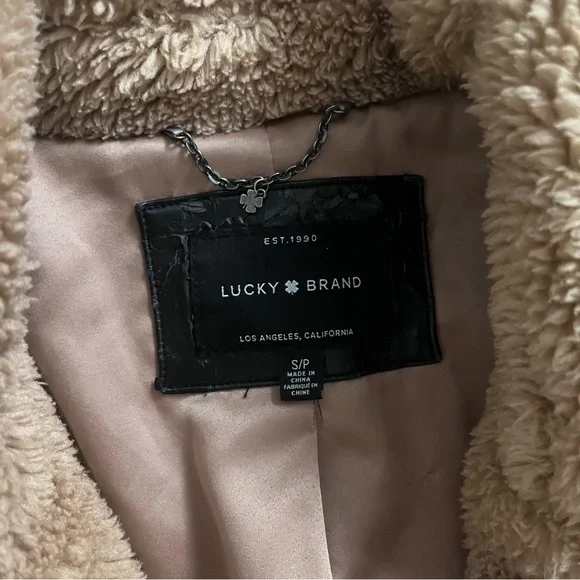 EST. 1990
LUCKY BRAND
LOS ANGELES, CALIFORNIA
S/P
MADE IN
CHINA
FABRIQUÉ EN
CHINE